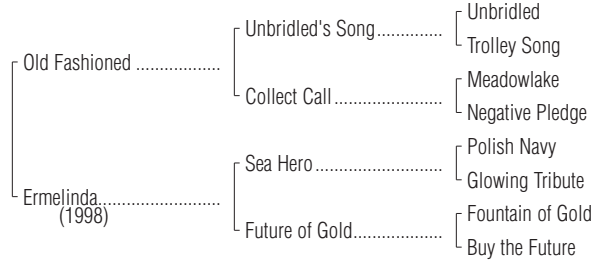 Unbridled
Unbridled's Song..............
Trolley Song
Old Fashioned ..................
Meadowlake
Collect Call.......................
Negative Pledge
Polish Navy
Sea Hero...........................
Glowing Tribute
Ermelinda..........................
(1998)
Fountain of Gold
Future of Gold...................
Buy the Future